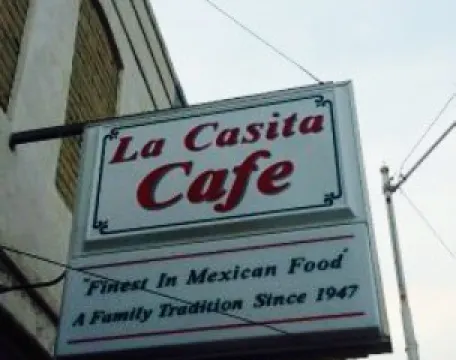 La Casita
Cafe
"Finest In Mexican Food"
A Family Tradition Since 1947